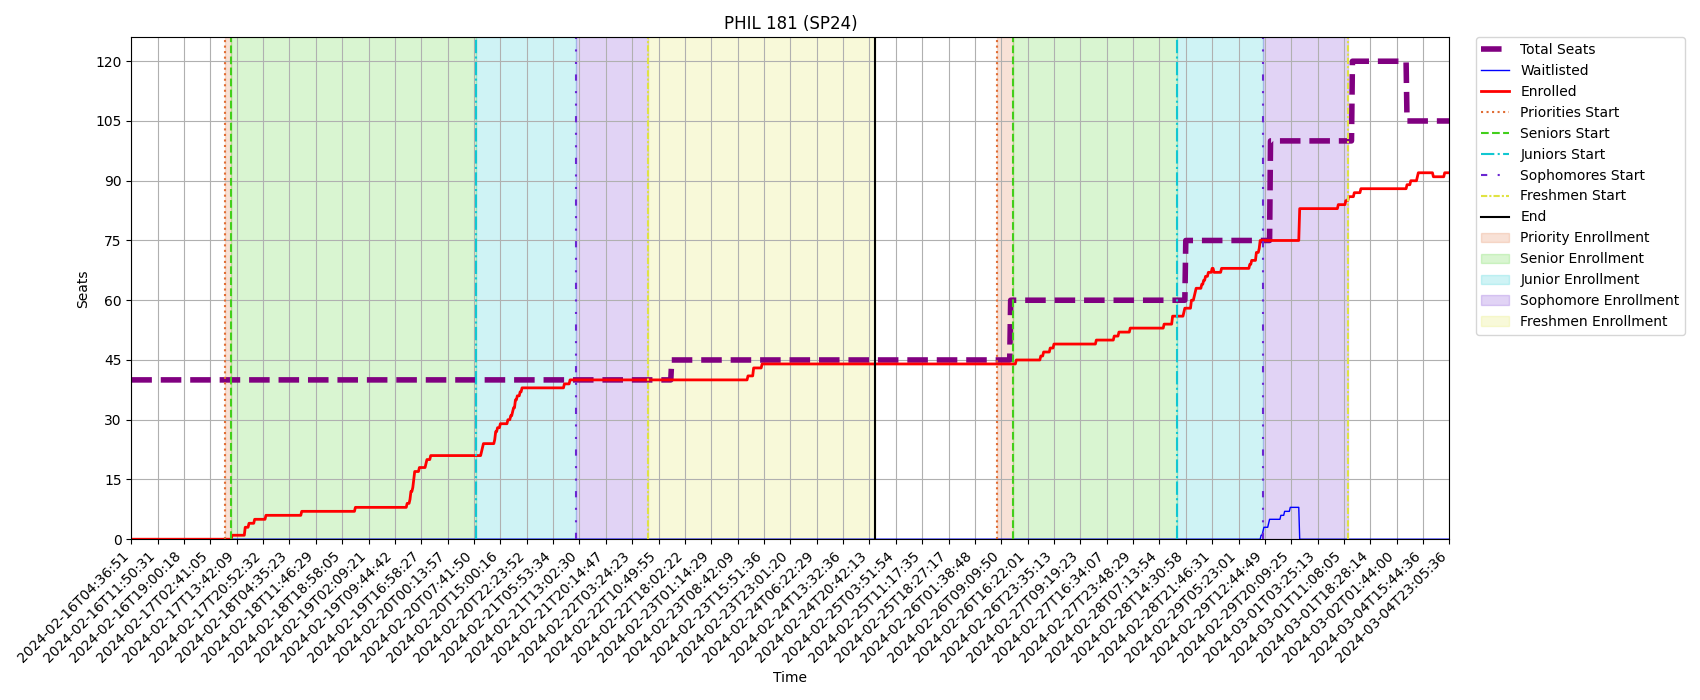 PHIL 181 (SP24)
Seats
120
105
90
75
60
45
30
15
0
2024-02-16T04:36:51
2024-02-16T11:50:31
2024-02-16T19:00:18
2024-02-17T02:41:05
2024-02-17T13:42:09
2024-02-17T20:52:32
2024-02-18T04:35:23
2024-02-18T11:46:29
2024-02-18T18:58:05
2024-02-19T02:09:21
2024-02-19T09:44:42
2024-02-19T16:58:27
2024-02-20T00:13:57
2024-02-20T07:41:50
2024-02-20T15:00:16
2024-02-20T22:23:52
2024-02-21T05:53:34
2024-02-21T13:02:30
2024-02-21T20:14:47
2024-02-22T03:24:23
2024-02-22T10:49:55
2024-02-22T18:02:22
2024-02-23T01:14:29
2024-02-23T08:42:09
2024-02-23T15:51:36
2024-02-23T23:01:20
2024-02-24T06:22:29
2024-02-24T13:32:36
2024-02-24T20:42:13
2024-02-25T03:51:54
2024-02-25T11:17:35
2024-02-25T18:27:17
2024-02-26T01:38:48
2024-02-26T09:09:50
2024-02-26T16:22:01
2024-02-26T23:35:13
2024-02-27T09:19:23
2024-02-27T16:34:07
2024-02-27T23:48:29
2024-02-28T07:13:54
2024-02-28T14:30:58
2024-02-28T21:46:31
2024-02-29T05:23:01
2024-02-29T12:44:49
2024-02-29T20:09:25
2024-03-01T03:25:13
2024-03-01T11:08:05
2024-03-01T18:28:14
2024-03-02T01:44:00
2024-03-04T15:44:36
2024-03-04T23:05:36
Time
Total Seats
Waitlisted
Enrolled
Priorities Start
Seniors Start
Juniors Start
Sophomores Start
Freshmen Start
End
Priority Enrollment
Senior Enrollment
Junior Enrollment
Sophomore Enrollment
Freshmen Enrollment